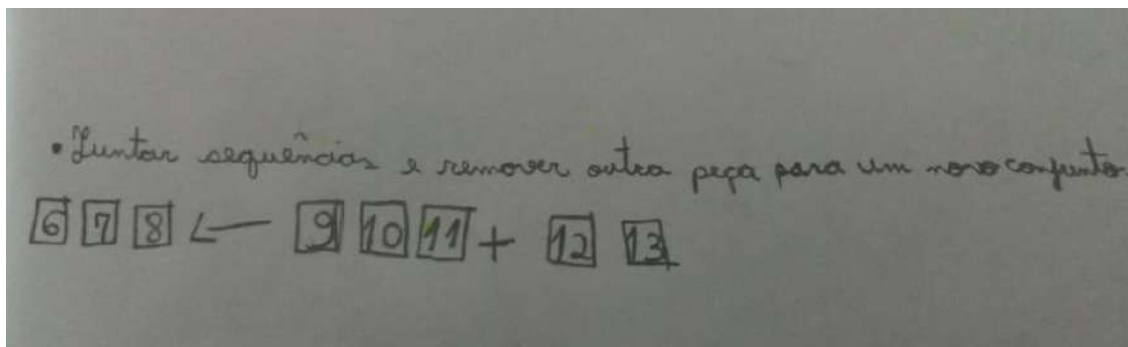 • Juntar sequências e remover outra peça para um novo conjunto.
6 7 8 ← 9 10 11 + 12 13